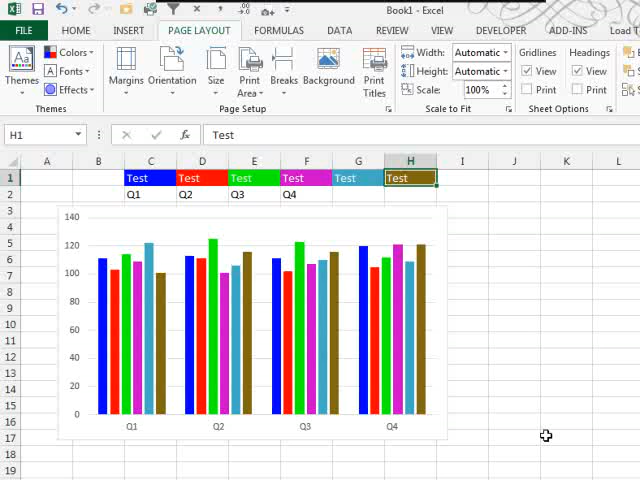 Book1 - Excel
FILE HOME INSERT PAGE LAYOUT FORMULAS DATA REVIEW VIEW DEVELOPER ADD-INS Load T
Themes
Colors
Fonts
Effects
Themes
Margins Orientation Size Print Area Breaks Background Print Titles
Page Setup
Width: Automatic
Height: Automatic
Scale: 100%
Scale to Fit
Gridlines Headings
View View
Print Print
Sheet Options
H1 fx Test
A B C D E F G H I J K L
1 Test Test Test Test Test Test
2 Q1 Q2 Q3 Q4
3
4
5
6
7
8
9
10
11
12
13
14
15
16
17
18
19
140
120
100
80
60
40
20
0
Q1 Q2 Q3 Q4